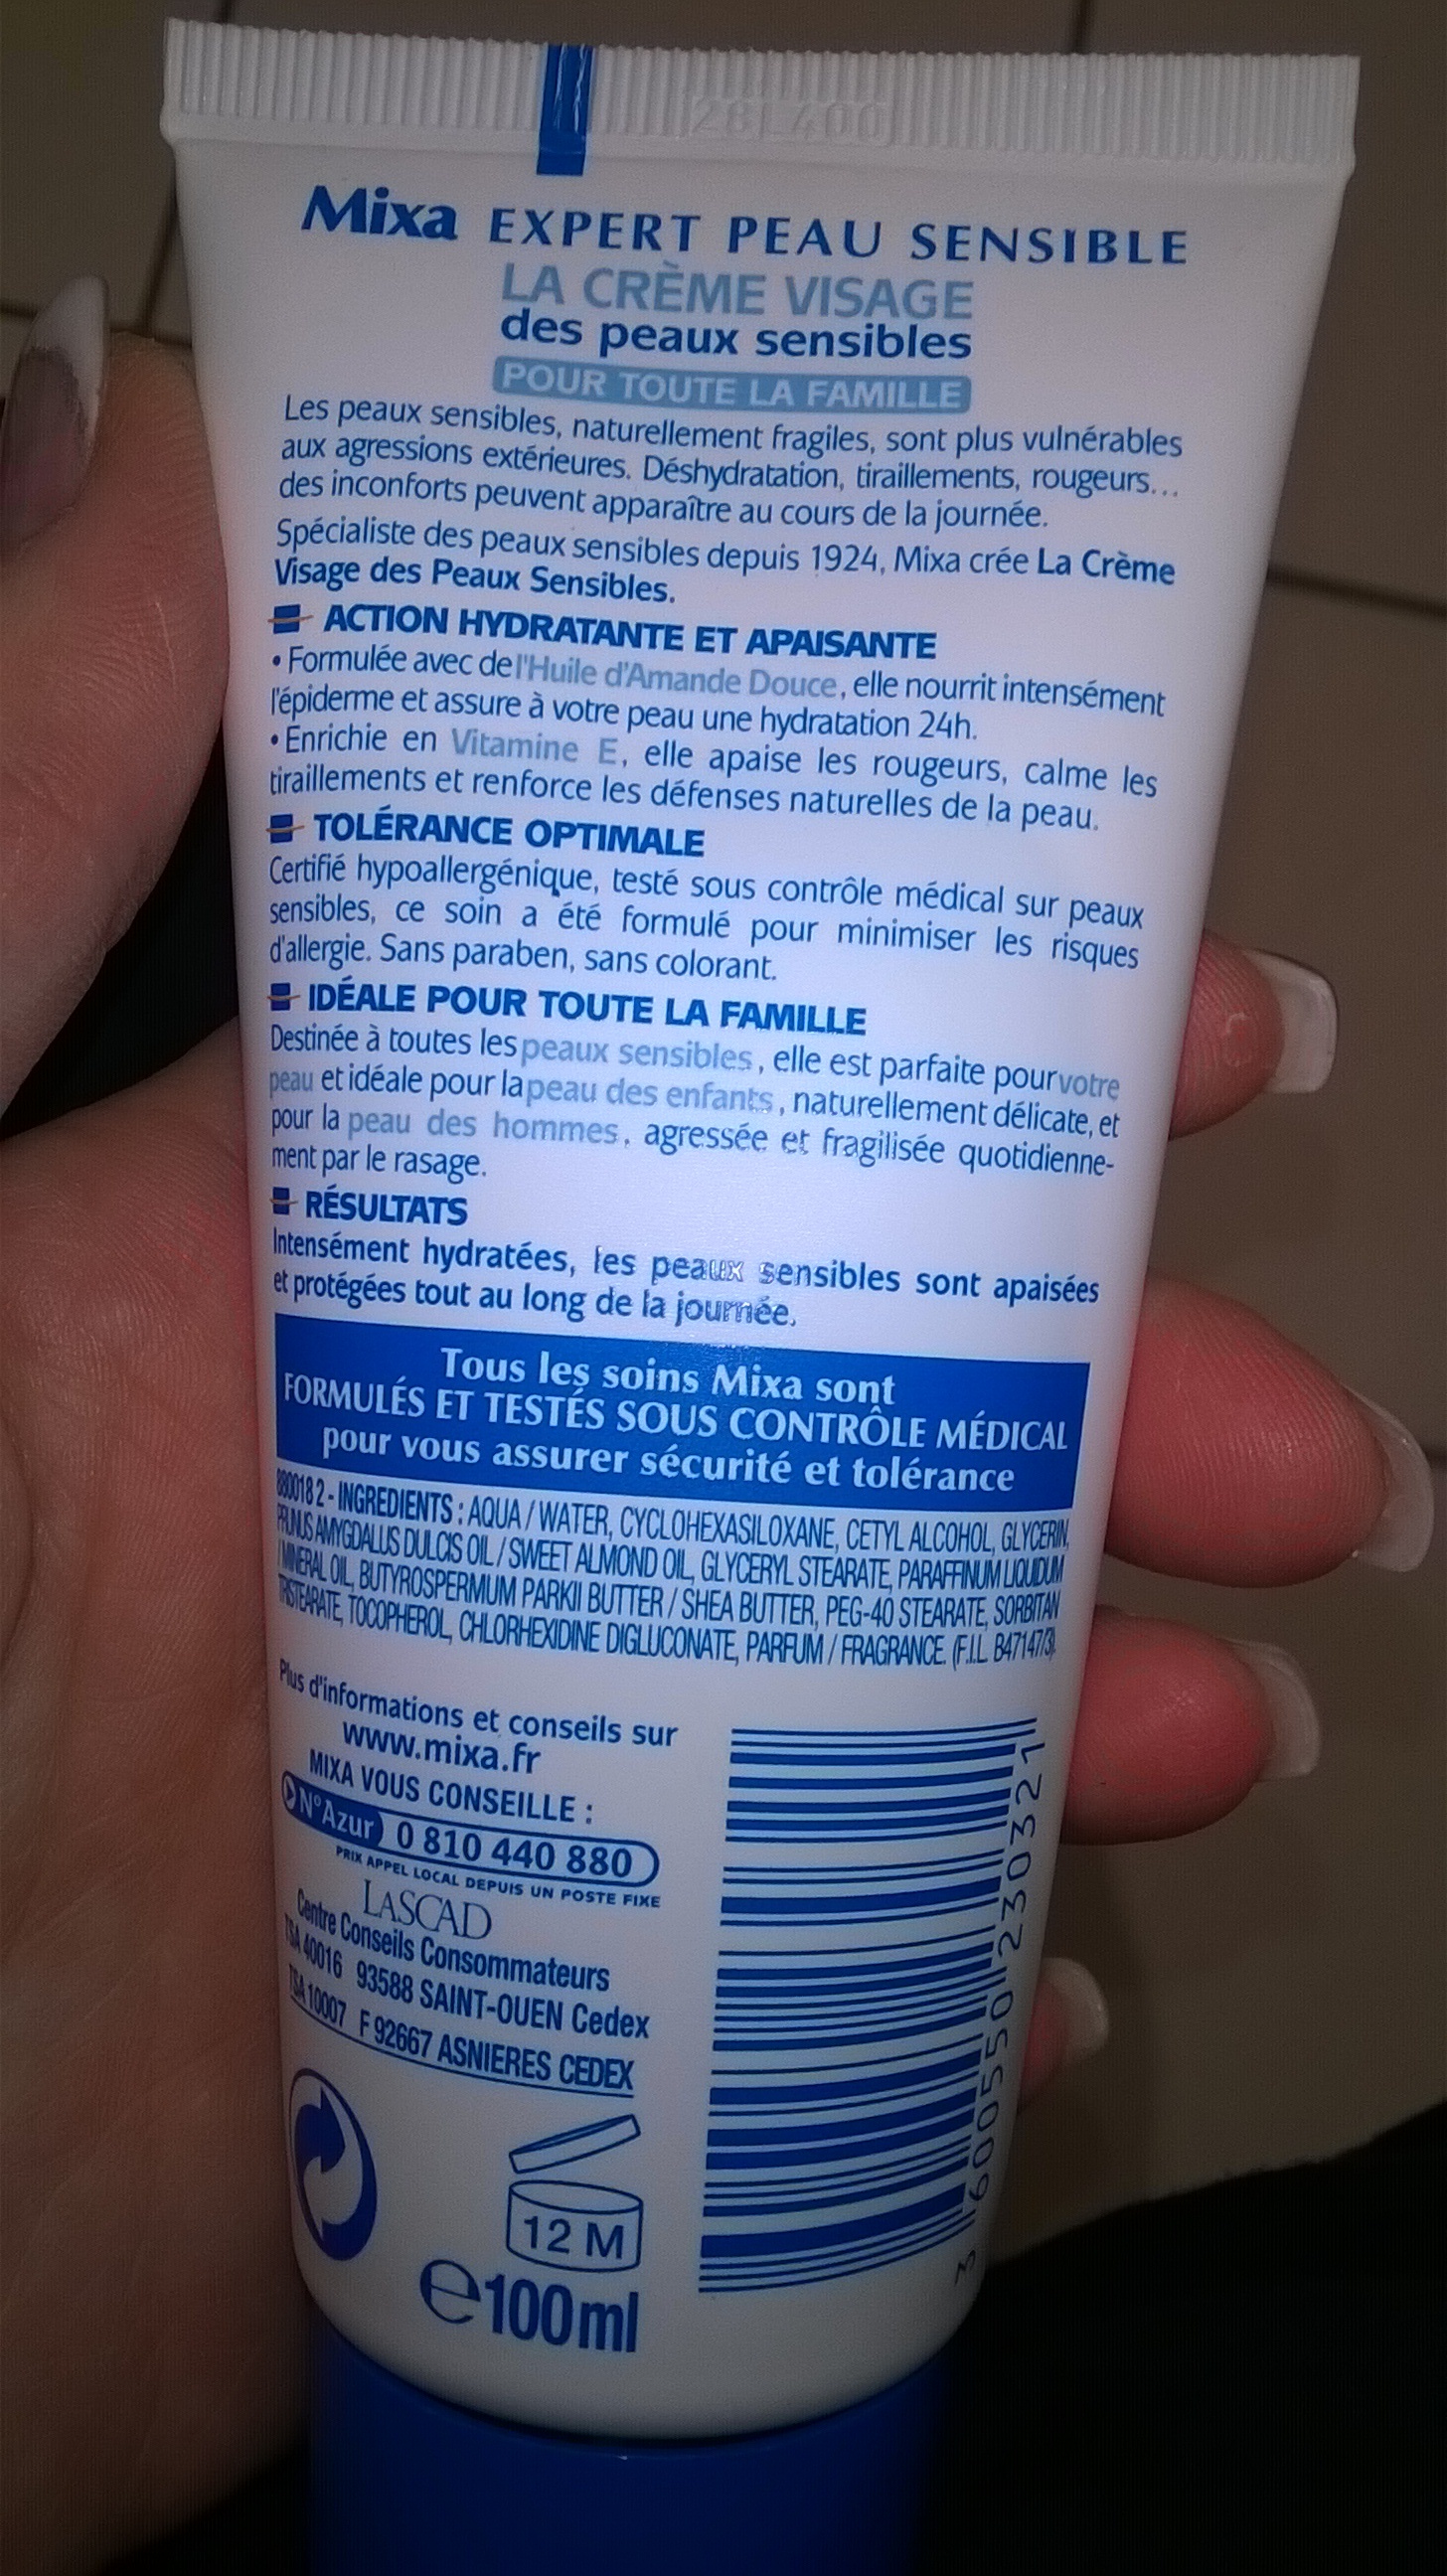 28L400
Mixa EXPERT PEAU SENSIBLE
LA CRÈME VISAGE
des peaux sensibles
POUR TOUTE LA FAMILLE
Les peaux sensibles, naturellement fragiles, sont plus vulnérables
aux agressions extérieures. Déshydratation, tiraillements, rougeurs...
des inconforts peuvent apparaître au cours de la journée.
Spécialiste des peaux sensibles depuis 1924, Mixa crée La Crème
Visage des Peaux Sensibles.
ACTION HYDRATANTE ET APAISANTE
• Formulée avec de l'Huile d'Amande Douce, elle nourrit intensément
l'épiderme et assure à votre peau une hydratation 24h.
• Enrichie en Vitamine E, elle apaise les rougeurs, calme les
tiraillements et renforce les défenses naturelles de la peau.
TOLÉRANCE OPTIMALE
Certifié hypoallergénique, testé sous contrôle médical sur peaux
sensibles, ce soin a été formulé pour minimiser les risques
d'allergie. Sans paraben, sans colorant.
IDÉALE POUR TOUTE LA FAMILLE
Destinée à toutes les peaux sensibles, elle est parfaite pour votre
peau et idéale pour la peau des enfants, naturellement délicate, et
pour la peau des hommes, agressée et fragilisée quotidienne-
ment par le rasage.
RÉSULTATS
Intensément hydratées, les peaux sensibles sont apaisées
et protégées tout au long de la journée.
Tous les soins Mixa sont
FORMULÉS ET TESTÉS SOUS CONTRÔLE MÉDICAL
pour vous assurer sécurité et tolérance
880018 2 - INGREDIENTS : AQUA / WATER, CYCLOHEXASILOXANE, CETYL ALCOHOL, GLYCERIN,
PRUNUS AMYGDALUS DULCIS OIL / SWEET ALMOND OIL, GLYCERYL STEARATE, PARAFFINUM LIQUIDUM
/ MINERAL OIL, BUTYROSPERMUM PARKII BUTTER / SHEA BUTTER, PEG-40 STEARATE, SORBITAN
TRISTEARATE, TOCOPHEROL, CHLORHEXIDINE DIGLUCONATE, PARFUM / FRAGRANCE. (F.I.L. B47147/3).
Plus d'informations et conseils sur
www.mixa.fr
MIXA VOUS CONSEILLE :
N°Azur 0 810 440 880
PRIX APPEL LOCAL DEPUIS UN POSTE FIXE
LASCAD
Centre Conseils Consommateurs
TSA 40016 93588 SAINT-OUEN Cedex
TSA 10007 F 92667 ASNIERES CEDEX
12 M
e100ml
3 600550 230321